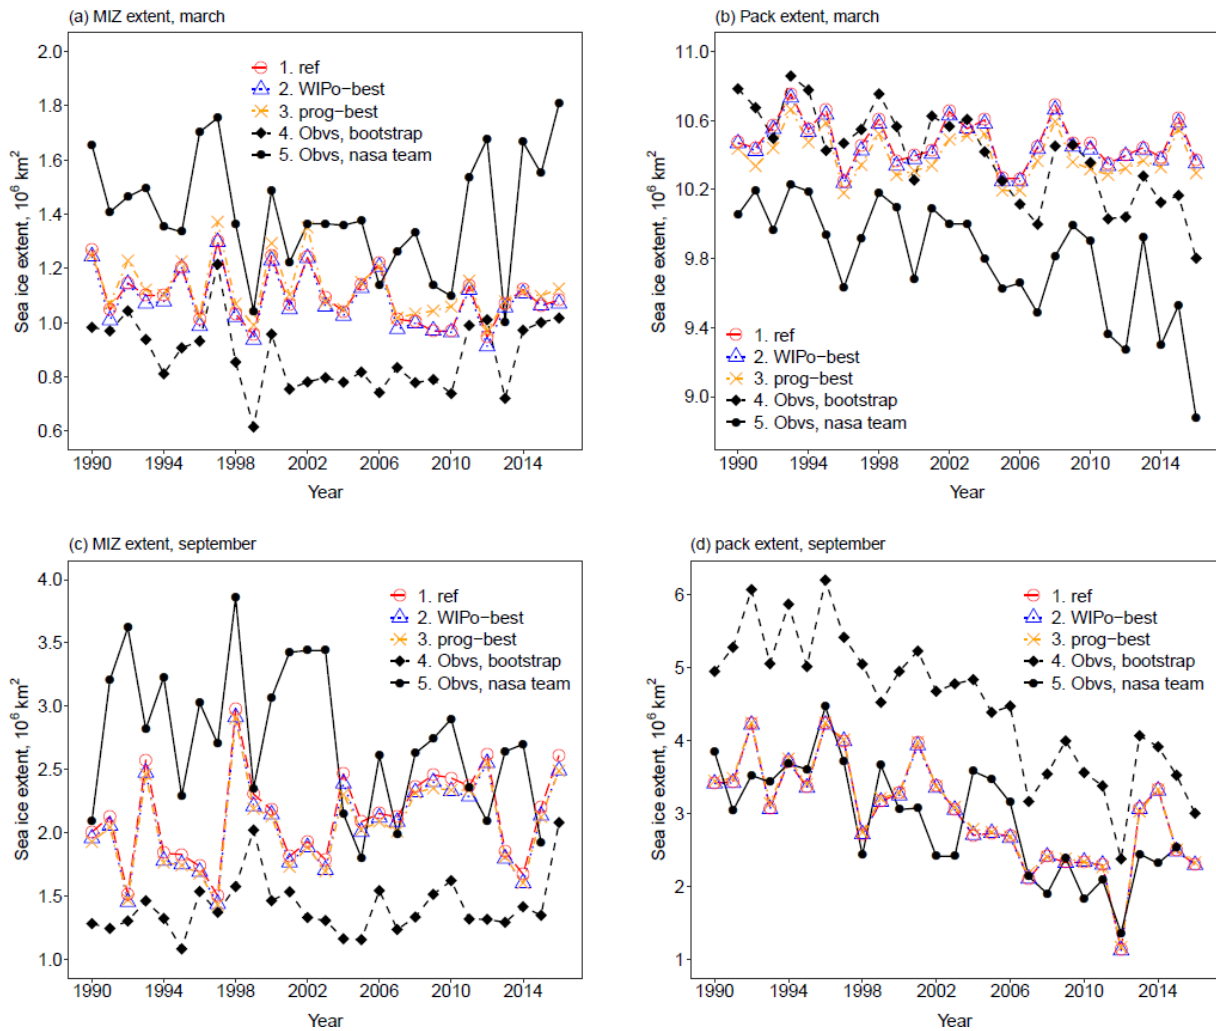 (a) MIZ extent, march
2.0
1.8
1.6
1.4
1.2
1.0
0.8
0.6
Sea ice extent, 10⁶ km²
1. ref
2. WIPo−best
3. prog−best
4. Obvs, bootstrap
5. Obvs, nasa team
1990 1994 1998 2002 2006 2010 2014
Year
(b) Pack extent, march
11.0
10.6
10.2
9.8
9.4
9.0
Sea ice extent, 10⁶ km²
1. ref
2. WIPo−best
3. prog−best
4. Obvs, bootstrap
5. Obvs, nasa team
1990 1994 1998 2002 2006 2010 2014
Year
(c) MIZ extent, september
4.0
3.5
3.0
2.5
2.0
1.5
1.0
Sea ice extent, 10⁶ km²
1. ref
2. WIPo−best
3. prog−best
4. Obvs, bootstrap
5. Obvs, nasa team
1990 1994 1998 2002 2006 2010 2014
Year
(d) pack extent, september
6
5
4
3
2
1
Sea ice extent, 10⁶ km²
1. ref
2. WIPo−best
3. prog−best
4. Obvs, bootstrap
5. Obvs, nasa team
1990 1994 1998 2002 2006 2010 2014
Year